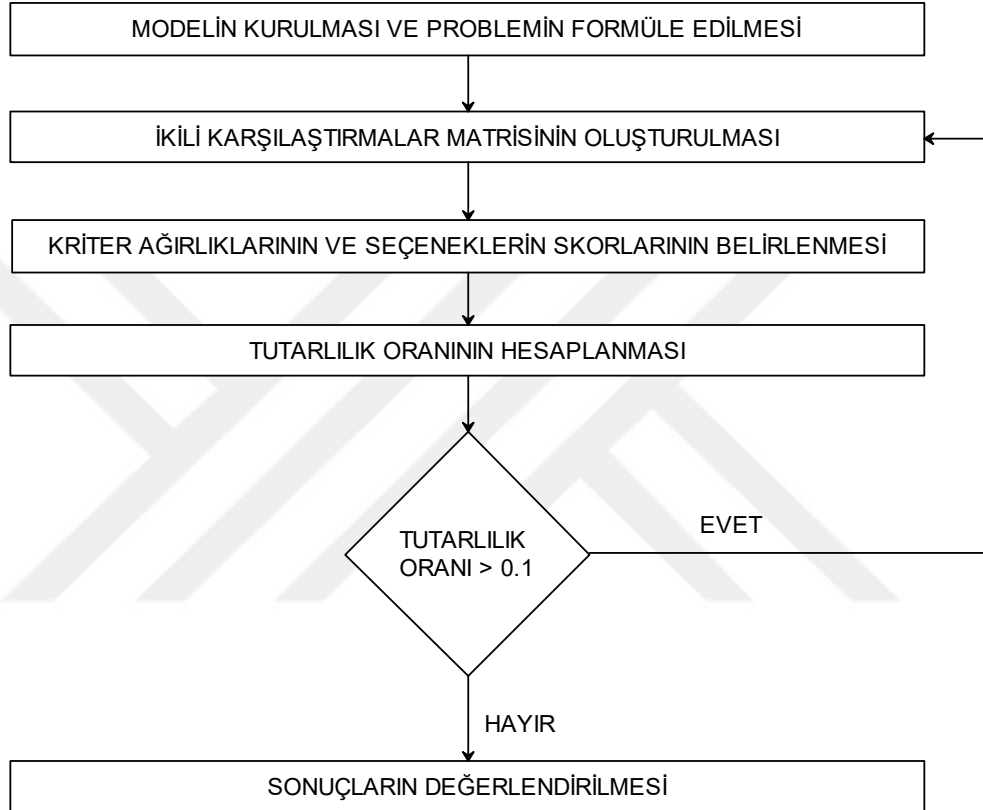 MODELİN KURULMASI VE PROBLEMİN FORMÜLE EDİLMESİ
İKİLİ KARŞILAŞTIRMALAR MATRİSİNİN OLUŞTURULMASI
KRİTER AĞIRLIKLARININ VE SEÇENEKLERİN SKORLARININ BELİRLENMESİ
TUTARLILIK ORANININ HESAPLANMASI
TUTARLILIK
ORANI > 0.1
EVET
HAYIR
SONUÇLARIN DEĞERLENDİRİLMESİ